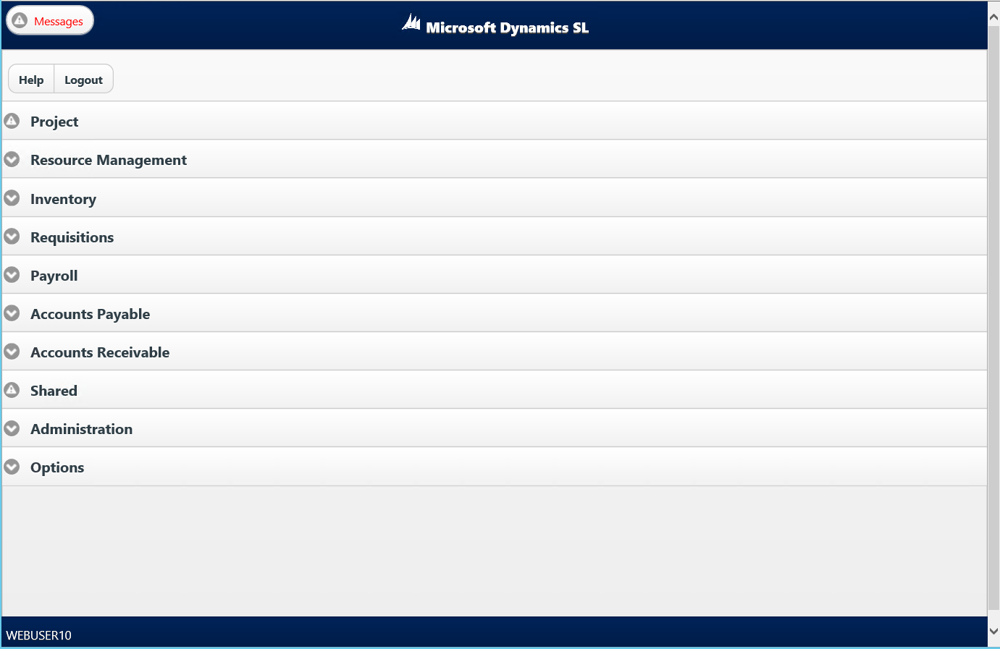 Messages
Microsoft Dynamics SL
Help
Logout
Project
Resource Management
Inventory
Requisitions
Payroll
Accounts Payable
Accounts Receivable
Shared
Administration
Options
WEBUSER10